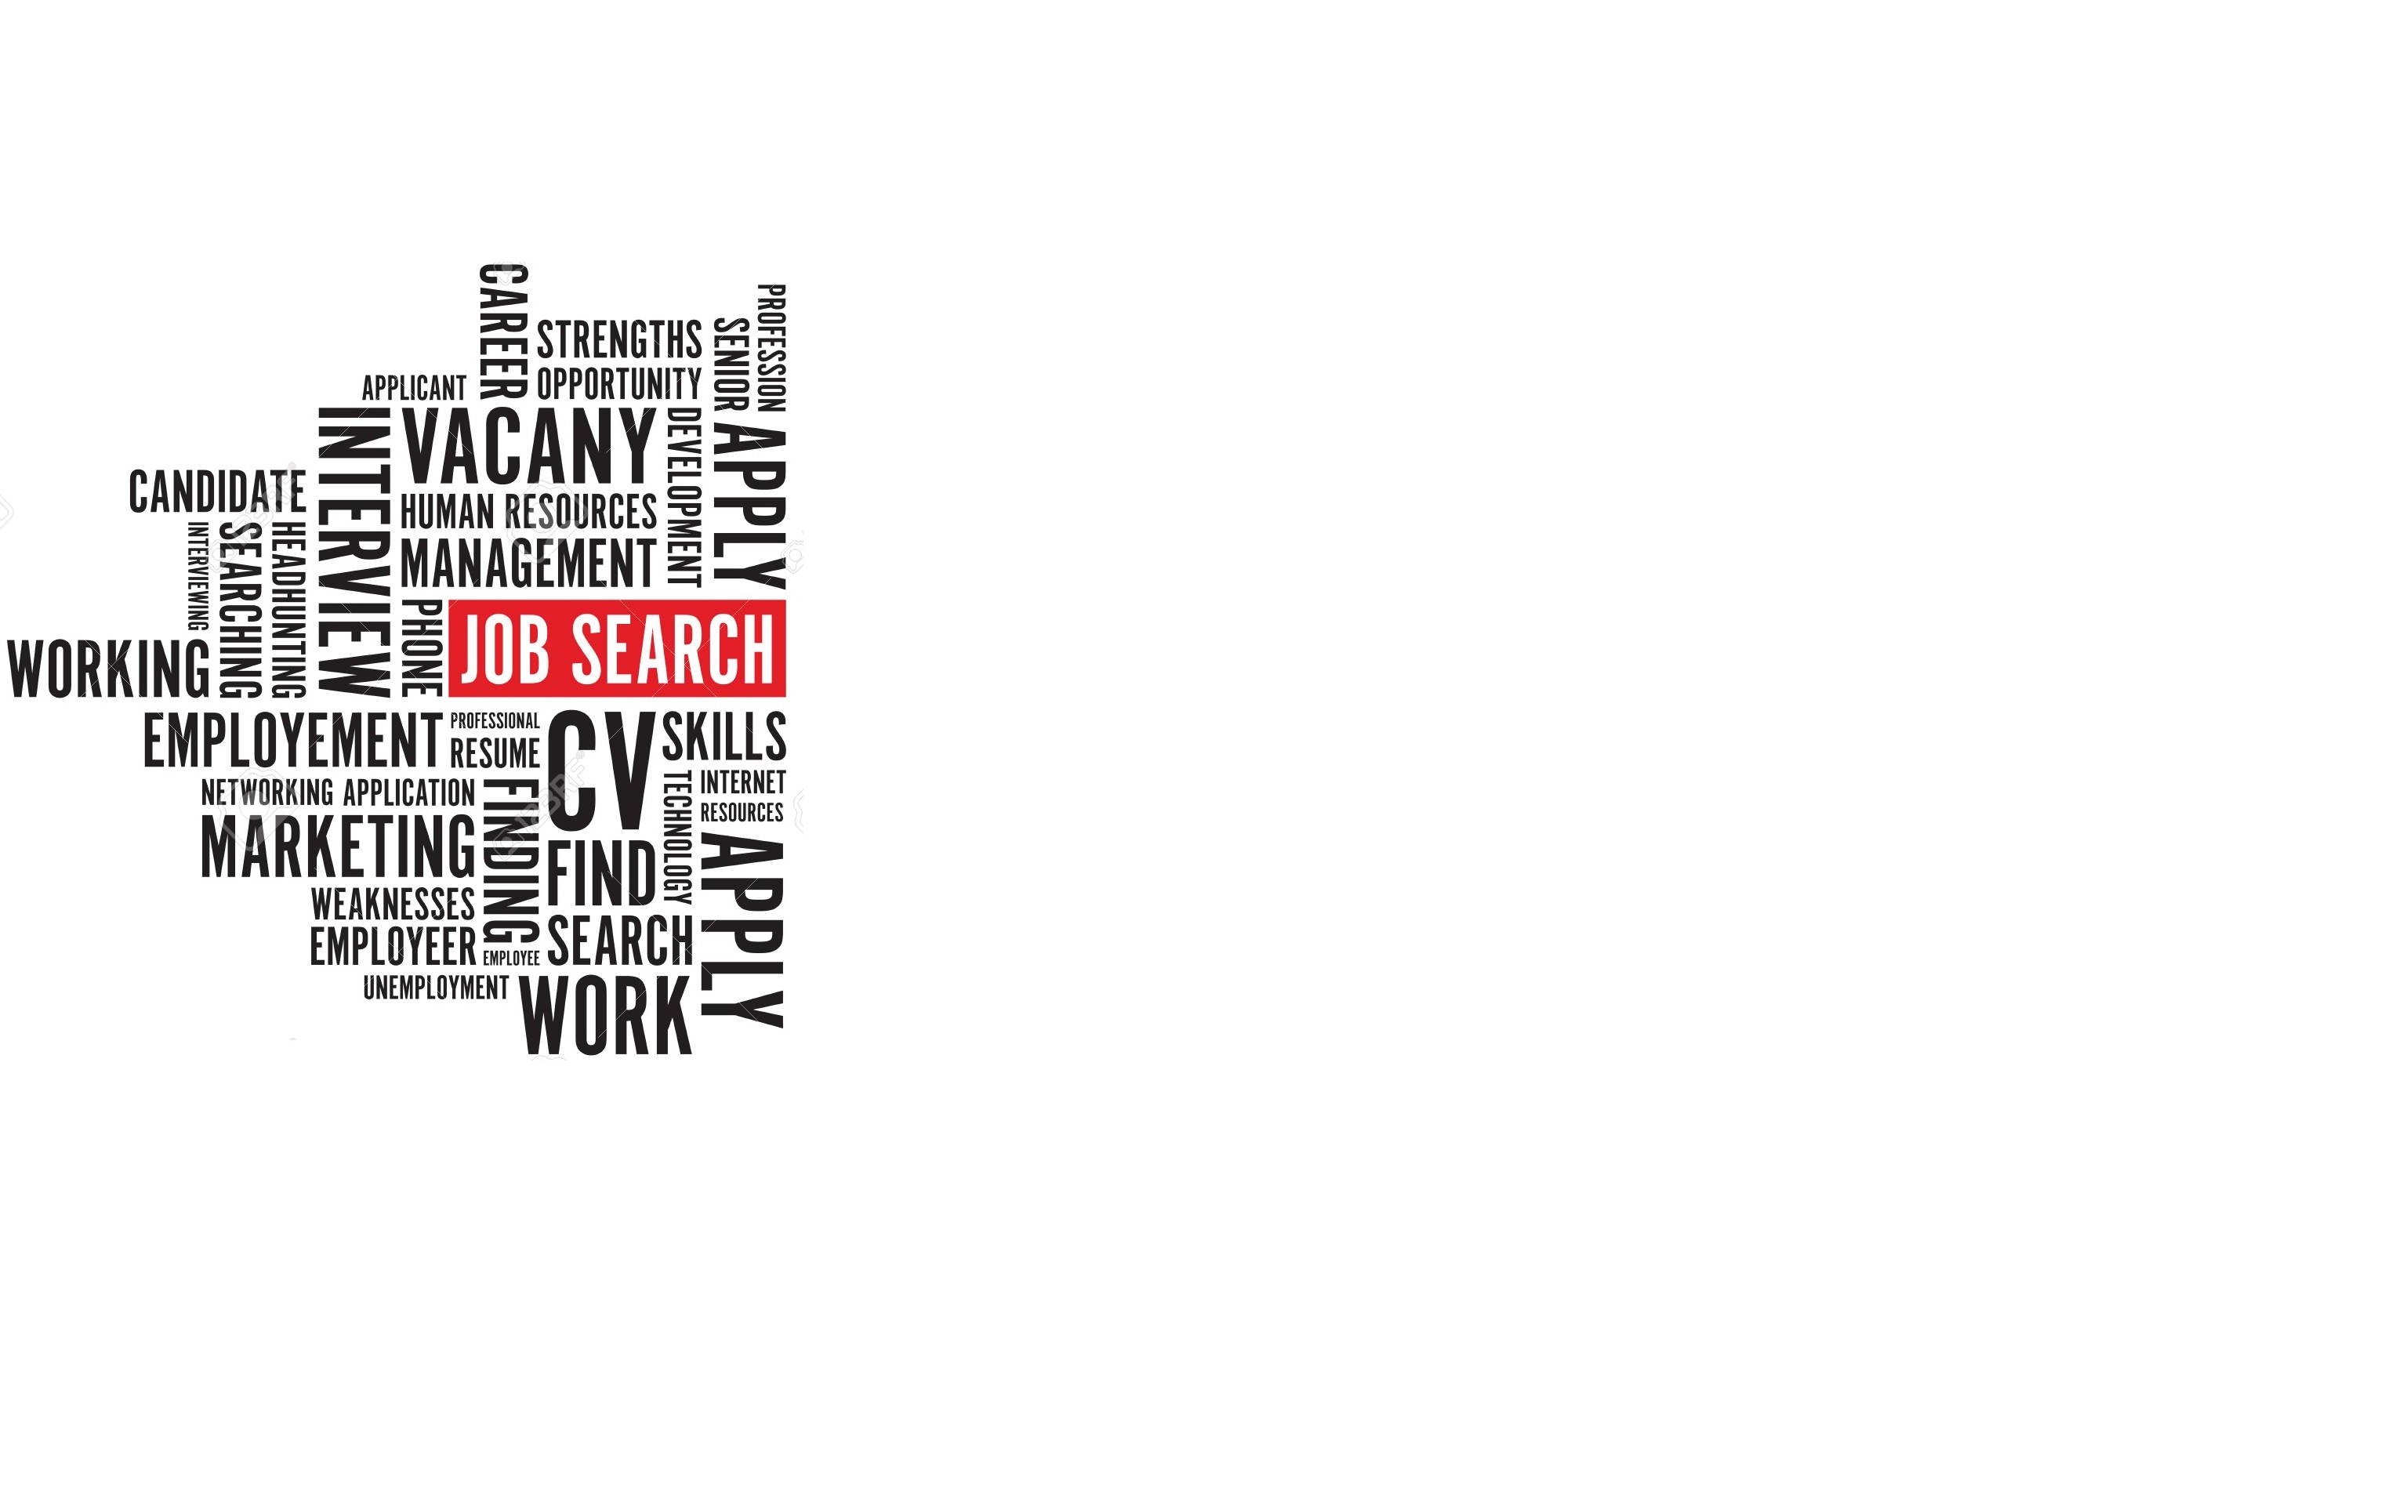 CAREER
PROFESSION
STRENGTHS
SENIOR
OPPORTUNITY
APPLICANT
INTERVIEW
VACANY
DEVELOPMENT
APPLY
CANDIDATE
HUMAN RESOURCES
INTERVIEWING
SEARCHING
HEADHUNTING
MANAGEMENT
PHONE
JOB SEARCH
WORKING
EMPLOYEMENT
PROFESSIONAL
RESUME
CV
SKILLS
INTERNET
RESOURCES
TECHNOLOGY
NETWORKING APPLICATION
FINDING
MARKETING
FIND
APPLY
WEAKNESSES
EMPLOYEER
EMPLOYEE
SEARCH
UNEMPLOYMENT
WORK